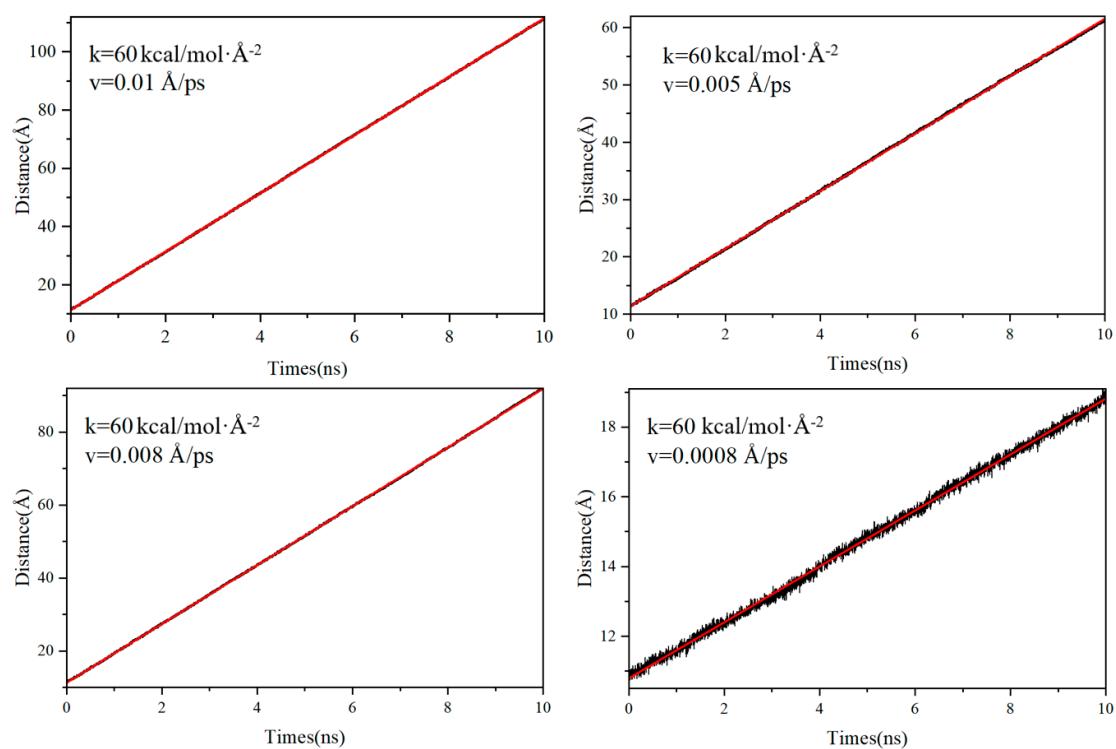 k=60 kcal/mol·Å-2
v=0.01 Å/ps
Distance(Å)
100
80
60
40
20
0
2
4
6
8
10
Times(ns)
k=60 kcal/mol·Å-2
v=0.005 Å/ps
Distance(Å)
60
50
40
30
20
10
0
2
4
6
8
10
Times(ns)
k=60 kcal/mol·Å-2
v=0.008 Å/ps
Distance(Å)
80
60
40
20
0
2
4
6
8
10
Times(ns)
k=60 kcal/mol·Å-2
v=0.0008 Å/ps
Distance(Å)
18
16
14
12
0
2
4
6
8
10
Times(ns)